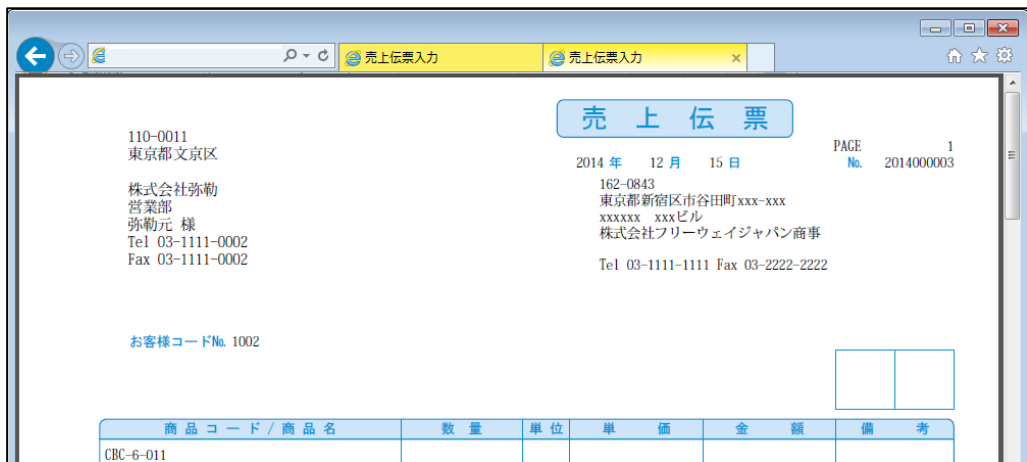 売上伝票入力
売上伝票入力
売 上 伝 票
110-0011
東京都文京区
株式会社弥勒
営業部
弥勒元 様
Tel 03-1111-0002
Fax 03-1111-0002
PAGE 1
2014 年 12 月 15 日
No. 2014000003
162-0843
東京都新宿区市谷田町xxx-xxx
xxxxxx xxxビル
株式会社フリーウェイジャパン商事
Tel 03-1111-1111 Fax 03-2222-2222
お客様コードNo. 1002
商品コード/商品名 数量 単位 単価 金額 備考
CBC-6-011